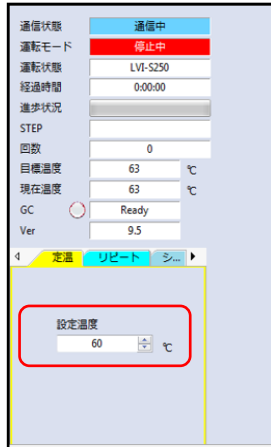 通信状態 通信中
運転モード 停止中
運転状態 LVI-S250
経過時間 0:00:00
進歩状況
STEP
回数 0
目標温度 63 ℃
現在温度 63 ℃
GC Ready
Ver 9.5
定温 リピート シ...
設定温度
60 ℃